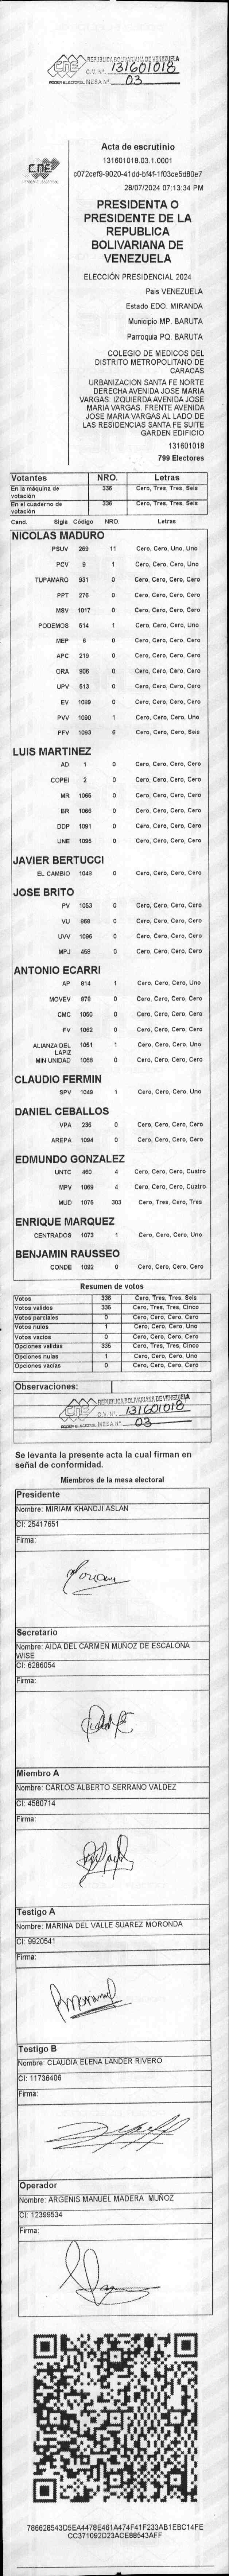 REPÚBLICA BOLIVARIANA DE VENEZUELA
CNE C.V. N°. 131601018
PODER ELECTORAL MESA N° 03
CNE
Acta de escrutinio
131601018.03.1.0001
c072cef9-9020-41dd-bf4f-1f03ce5d80e7
28/07/2024 07:13:34 PM
PRESIDENTA O
PRESIDENTE DE LA
REPUBLICA
BOLIVARIANA DE
VENEZUELA
ELECCIÓN PRESIDENCIAL 2024
Pais VENEZUELA
Estado EDO. MIRANDA
Municipio MP. BARUTA
Parroquia PQ. BARUTA
COLEGIO DE MEDICOS DEL
DISTRITO METROPOLITANO DE
CARACAS
URBANIZACION SANTA FE NORTE
DERECHA AVENIDA JOSE MARIA
VARGAS. IZQUIERDA AVENIDA JOSE
MARIA VARGAS. FRENTE AVENIDA
JOSE MARIA VARGAS AL LADO DE
LAS RESIDENCIAS SANTA FE SUITE
GARDEN EDIFICIO
131601018
799 Electores
Votantes NRO. Letras
En la máquina de votación 336 Cero, Tres, Tres, Seis
En el cuaderno de votación 336 Cero, Tres, Tres, Seis
Cand. Sigla Código NRO. Letras
NICOLAS MADURO
PSUV 269 11 Cero, Cero, Uno, Uno
PCV 9 1 Cero, Cero, Cero, Uno
TUPAMARO 931 0 Cero, Cero, Cero, Cero
PPT 276 0 Cero, Cero, Cero, Cero
MSV 1017 0 Cero, Cero, Cero, Cero
PODEMOS 514 1 Cero, Cero, Cero, Uno
MEP 6 0 Cero, Cero, Cero, Cero
APC 219 0 Cero, Cero, Cero, Cero
ORA 906 0 Cero, Cero, Cero, Cero
UPV 513 0 Cero, Cero, Cero, Cero
EV 1089 0 Cero, Cero, Cero, Cero
PVV 1090 1 Cero, Cero, Cero, Uno
PFV 1093 6 Cero, Cero, Cero, Seis
LUIS MARTINEZ
AD 1 0 Cero, Cero, Cero, Cero
COPEI 2 0 Cero, Cero, Cero, Cero
MR 1065 0 Cero, Cero, Cero, Cero
BR 1066 0 Cero, Cero, Cero, Cero
DDP 1091 0 Cero, Cero, Cero, Cero
UNE 1095 0 Cero, Cero, Cero, Cero
JAVIER BERTUCCI
EL CAMBIO 1048 0 Cero, Cero, Cero, Cero
JOSE BRITO
PV 1053 0 Cero, Cero, Cero, Cero
VU 868 0 Cero, Cero, Cero, Cero
UVV 1096 0 Cero, Cero, Cero, Cero
MPJ 458 0 Cero, Cero, Cero, Cero
ANTONIO ECARRI
AP 814 1 Cero, Cero, Cero, Uno
MOVEV 978 0 Cero, Cero, Cero, Cero
CMC 1050 0 Cero, Cero, Cero, Cero
FV 1062 0 Cero, Cero, Cero, Cero
ALIANZA DEL LAPIZ 1051 1 Cero, Cero, Cero, Uno
MIN UNIDAD 1068 0 Cero, Cero, Cero, Cero
CLAUDIO FERMIN
SPV 1049 1 Cero, Cero, Cero, Uno
DANIEL CEBALLOS
VPA 236 0 Cero, Cero, Cero, Cero
AREPA 1094 0 Cero, Cero, Cero, Cero
EDMUNDO GONZALEZ
UNTC 460 4 Cero, Cero, Cero, Cuatro
MPV 1069 4 Cero, Cero, Cero, Cuatro
MUD 1075 303 Cero, Tres, Cero, Tres
ENRIQUE MARQUEZ
CENTRADOS 1073 1 Cero, Cero, Cero, Uno
BENJAMIN RAUSSEO
CONDE 1092 0 Cero, Cero, Cero, Cero
Resumen de votos
Votos 336 Cero, Tres, Tres, Seis
Votos validos 335 Cero, Tres, Tres, Cinco
Votos parciales 0 Cero, Cero, Cero, Cero
Votos nulos 1 Cero, Cero, Cero, Uno
Votos vacíos 0 Cero, Cero, Cero, Cero
Opciones validas 335 Cero, Tres, Tres, Cinco
Opciones nulas 1 Cero, Cero, Cero, Uno
Opciones vacías 0 Cero, Cero, Cero, Cero
Observaciones:
REPÚBLICA BOLIVARIANA DE VENEZUELA
CNE C.V. N°. 131601018
PODER ELECTORAL MESA N° 03
Se levanta la presente acta la cual firman en
señal de conformidad.
Miembros de la mesa electoral
Presidente
Nombre: MIRIAM KHANDJI ASLAN
CI: 25417651
Firma:
Secretario
Nombre: AIDA DEL CARMEN MUÑOZ DE ESCALONA
WISE
CI: 6286054
Firma:
Miembro A
Nombre: CARLOS ALBERTO SERRANO VALDEZ
CI: 4580714
Firma:
Testigo A
Nombre: MARINA DEL VALLE SUAREZ MORONDA
CI: 9920541
Firma:
Testigo B
Nombre: CLAUDIA ELENA LANDER RIVERO
CI: 11736406
Firma:
Operador
Nombre: ARGENIS MANUEL MADERA MUÑOZ
CI: 12399534
Firma:
786628543D5EA4478E461A474F41F233AB1EBC14FE
CC371092D23ACE88543AFF